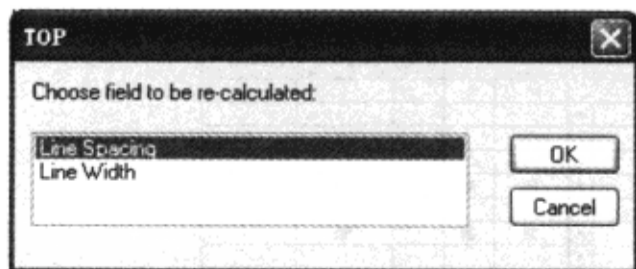 TOP
Choose field to be re-calculated:
Line Spacing
Line Width
OK
Cancel